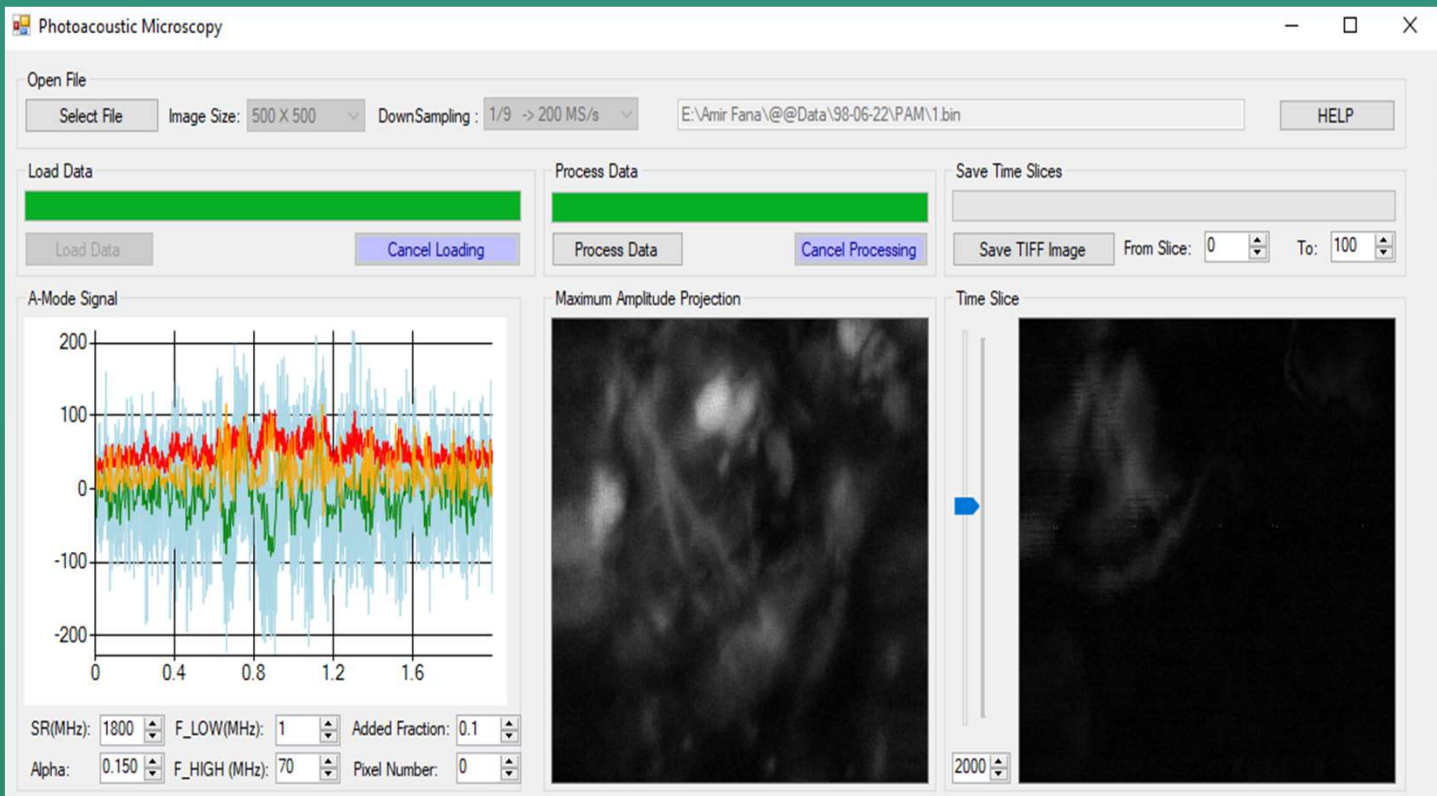 Photoacoustic Microscopy
Open File
Select File Image Size: 500 X 500 DownSampling : 1/9 -> 200 MS/s E:\Amir Fana\@@Data\98-06-22\PAM\1.bin HELP
Load Data Process Data Save Time Slices
Load Data Cancel Loading Process Data Cancel Processing Save TIFF Image From Slice: 0 To: 100
A-Mode Signal Maximum Amplitude Projection Time Slice
200
100
0
-100
-200
0 0.4 0.8 1.2 1.6
SR(MHz): 1800 F_LOW(MHz): 1 Added Fraction: 0.1
Alpha: 0.150 F_HIGH (MHz): 70 Pixel Number: 0 2000